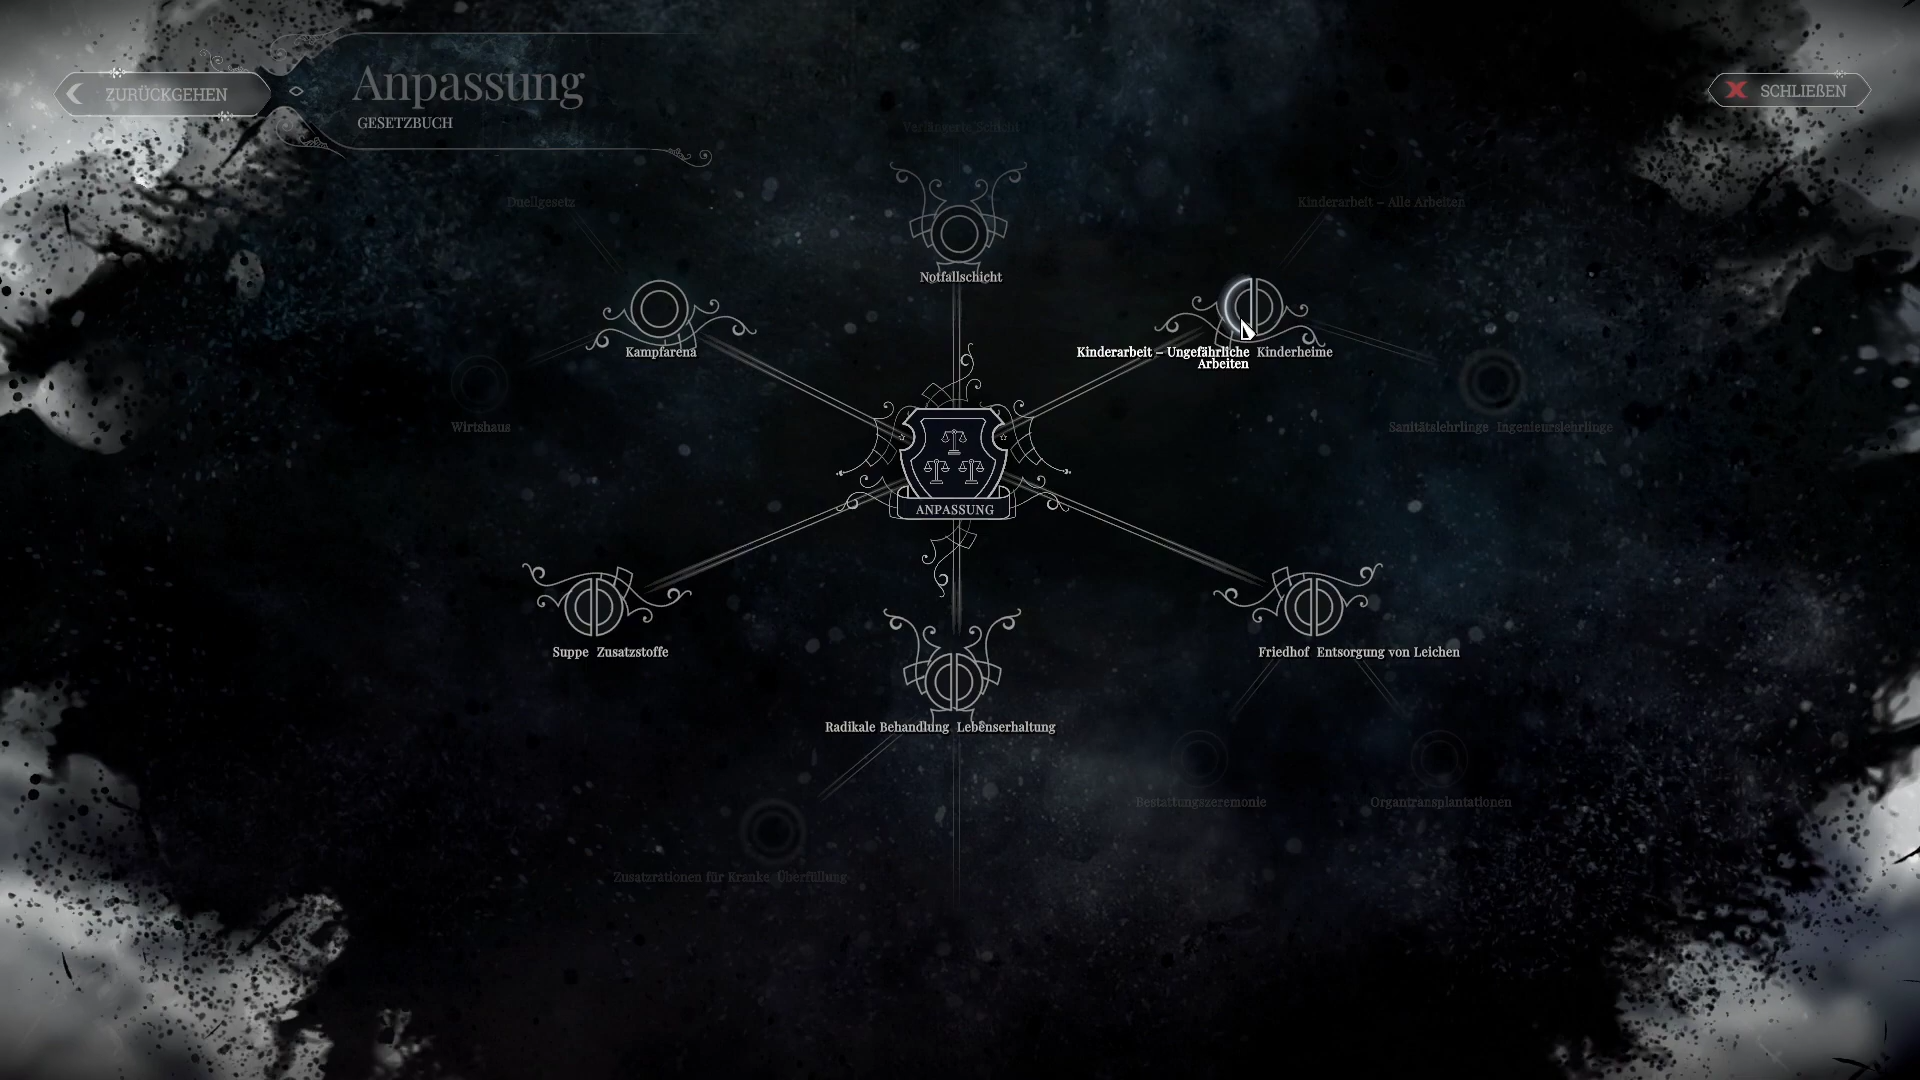 ZURÜCKGEHEN
Anpassung
GESETZBUCH
SCHLIEßEN
Verlängerte Schicht
Duellgesetz
Kinderarbeit – Alle Arbeiten
Notfallschicht
Kampfarena
Kinderarbeit – Ungefährliche
Arbeiten
Kinderheime
Wirtshaus
Sanitätslehrlinge Ingenieurslehrlinge
ANPASSUNG
Suppe Zusatzstoffe
Friedhof Entsorgung von Leichen
Radikale Behandlung Lebenserhaltung
Bestattungszeremonie
Organtransplantationen
Zusatzrationen für Kranke Überfüllung